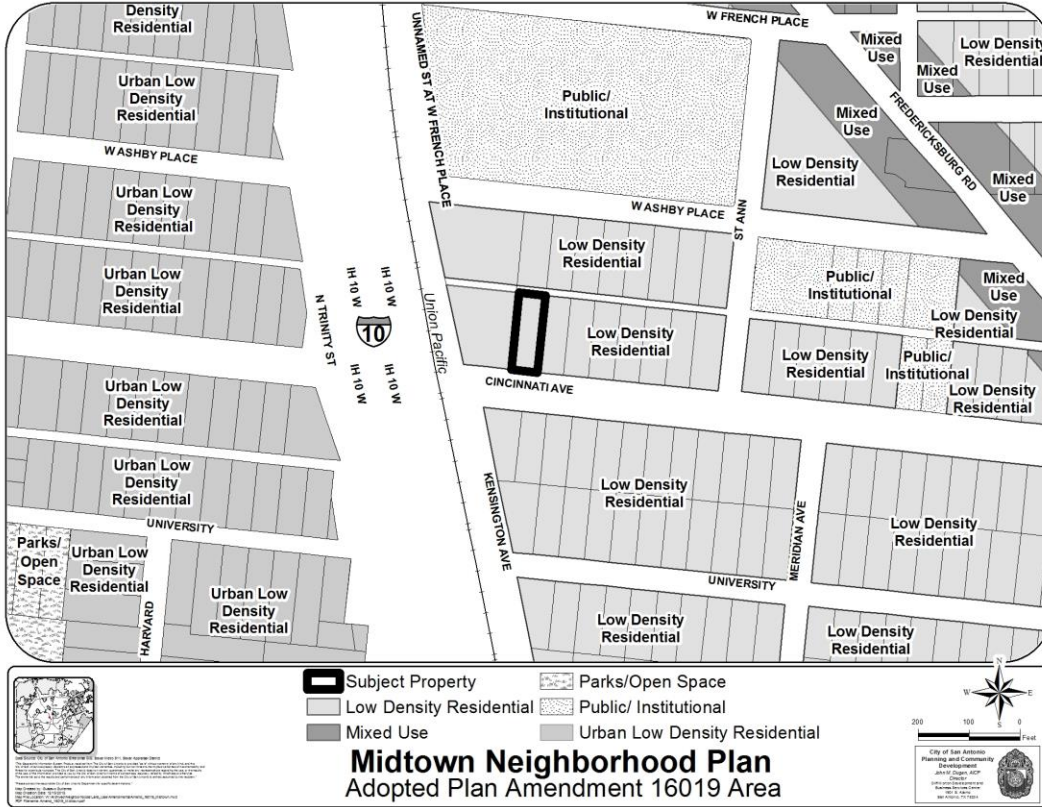 Density
Residential
Urban Low
Density
Residential
W ASHBY PLACE
Urban Low
Density
Residential
Urban Low
Density
Residential
Urban Low
Density
Residential
Urban Low
Density
Residential
UNIVERSITY
Parks/
Open
Space
Urban Low
Density
Residential
HARVARD
Urban Low
Density
Residential
N TRINITY ST
IH 10 W
IH 10 W
10
IH 10 W
IH 10 W
Union Pacific
UNNAMED ST AT W FRENCH PLACE
W FRENCH PLACE
Public/
Institutional
W ASHBY PLACE
ST ANN
Low Density
Residential
Low Density
Residential
CINCINNATI AVE
KENSINGTON AVE
Low Density
Residential
MERIDIAN AVE
UNIVERSITY
Low Density
Residential
Low Density
Residential
Low Density
Residential
Mixed
Use
Mixed
Use
Low Density
Residential
FREDERICKSBURG RD
Mixed
Use
Low Density
Residential
Mixed
Use
Public/
Institutional
Mixed
Use
Low Density
Residential
Low Density
Residential
Public/
Institutional
Low Density
Residential
Subject Property
Low Density Residential
Mixed Use
Parks/Open Space
Public/ Institutional
Urban Low Density Residential
Midtown Neighborhood Plan
Adopted Plan Amendment 16019 Area
N
W
E
S
200 100 0 200
Feet
City of San Antonio
Planning and Community
Development